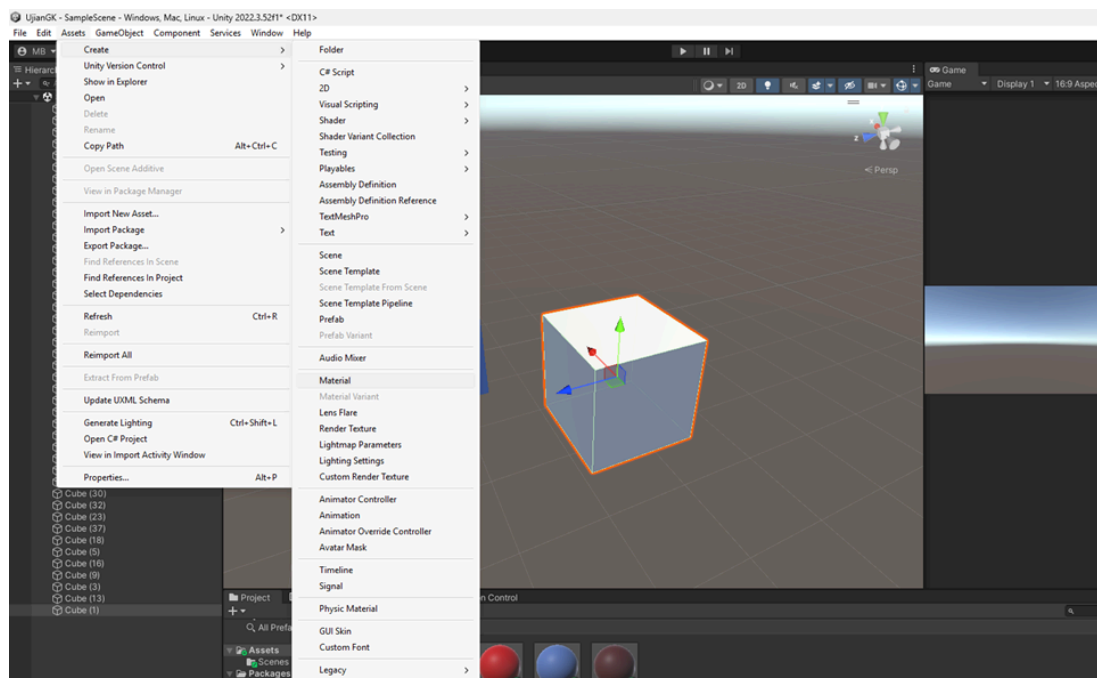 UjianGK - SampleScene - Windows, Mac, Linux - Unity 2022.3.52f1* <DX11>
File Edit Assets GameObject Component Services Window Help
MB
Hierarc
Create
Unity Version Control
Show in Explorer
Open
Delete
Rename
Copy Path Alt+Ctrl+C
Open Scene Additive
View in Package Manager
Import New Asset...
Import Package
Export Package...
Find References In Scene
Find References In Project
Select Dependencies
Refresh Ctrl+R
Reimport
Reimport All
Extract From Prefab
Update UXML Schema
Generate Lighting Ctrl+Shift+L
Open C# Project
View in Import Activity Window
Properties... Alt+P
Folder
C# Script
2D
Visual Scripting
Shader
Shader Variant Collection
Testing
Playables
Assembly Definition
Assembly Definition Reference
TextMeshPro
Text
Scene
Scene Template
Scene Template From Scene
Scene Template Pipeline
Prefab
Prefab Variant
Audio Mixer
Material
Material Variant
Lens Flare
Render Texture
Lightmap Parameters
Lighting Settings
Custom Render Texture
Animator Controller
Animation
Animator Override Controller
Avatar Mask
Timeline
Signal
Physic Material
GUI Skin
Custom Font
Legacy
2D
x
z
Persp
Game
Game Display 1 16:9 Aspec
Cube (30)
Cube (32)
Cube (23)
Cube (37)
Cube (18)
Cube (5)
Cube (16)
Cube (9)
Cube (3)
Cube (13)
Cube (1)
Project
n Control
All Prefa
Assets
Scenes
Packages